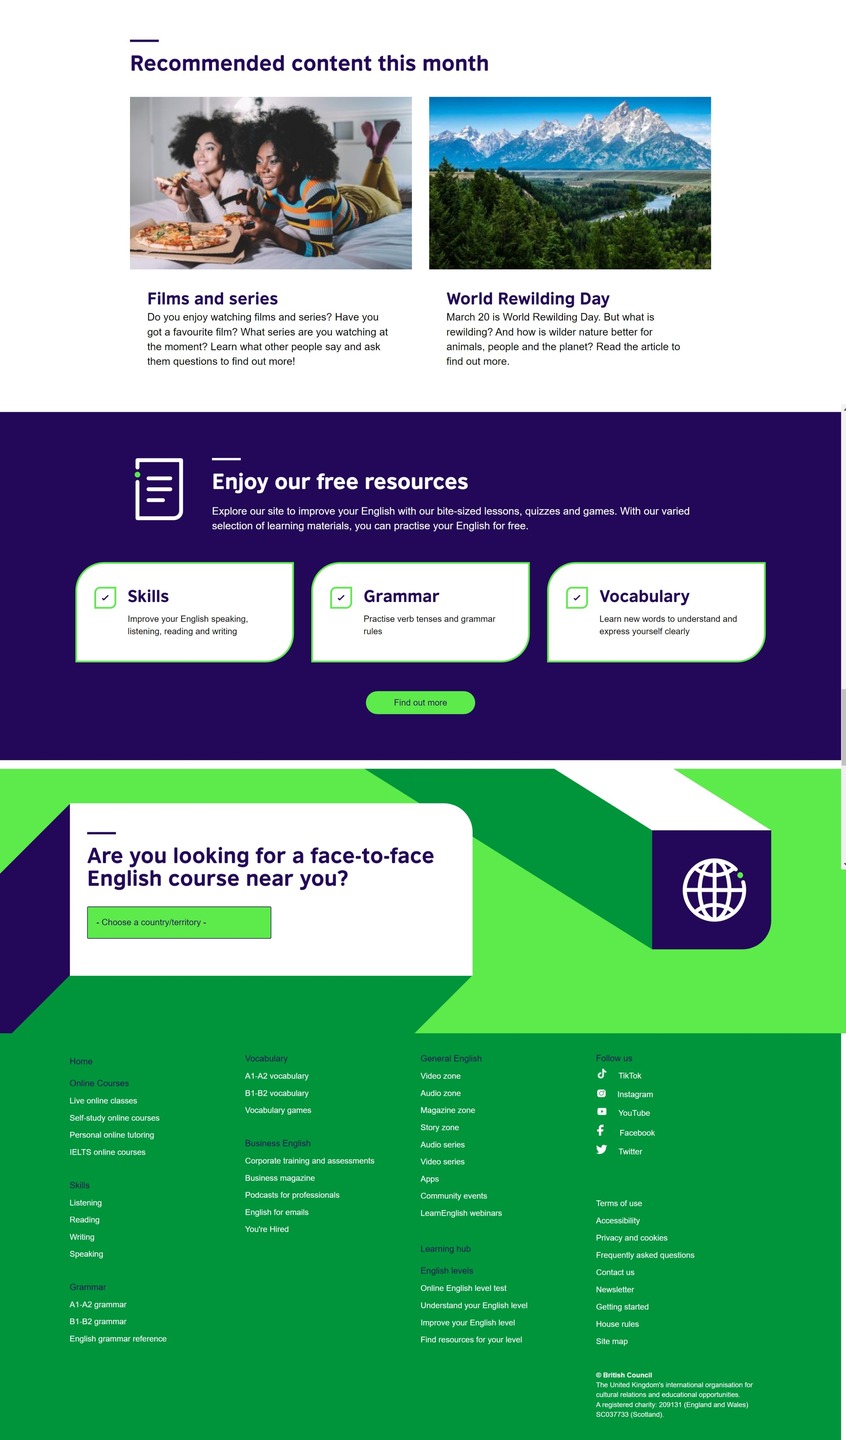 Recommended content this month
Films and series
Do you enjoy watching films and series? Have you
got a favourite film? What series are you watching at
the moment? Learn what other people say and ask
them questions to find out more!
World Rewilding Day
March 20 is World Rewilding Day. But what is
rewilding? And how is wilder nature better for
animals, people and the planet? Read the article to
find out more.
Enjoy our free resources
Explore our site to improve your English with our bite-sized lessons, quizzes and games. With our varied
selection of learning materials, you can practise your English for free.
Skills
Improve your English speaking,
listening, reading and writing
Grammar
Practise verb tenses and grammar
rules
Vocabulary
Learn new words to understand and
express yourself clearly
Find out more
Are you looking for a face-to-face
English course near you?
- Choose a country/territory -
Home
Online Courses
Live online classes
Self-study online courses
Personal online tutoring
IELTS online courses
Skills
Listening
Reading
Writing
Speaking
Grammar
A1-A2 grammar
B1-B2 grammar
English grammar reference
Vocabulary
A1-A2 vocabulary
B1-B2 vocabulary
Vocabulary games
Business English
Corporate training and assessments
Business magazine
Podcasts for professionals
English for emails
You're Hired
General English
Video zone
Audio zone
Magazine zone
Story zone
Audio series
Video series
Apps
Community events
LearnEnglish webinars
Learning hub
English levels
Online English level test
Understand your English level
Improve your English level
Find resources for your level
Follow us
TikTok
Instagram
YouTube
Facebook
Twitter
Terms of use
Accessibility
Privacy and cookies
Frequently asked questions
Contact us
Newsletter
Getting started
House rules
Site map
© British Council
The United Kingdom's international organisation for
cultural relations and educational opportunities.
A registered charity: 209131 (England and Wales)
SC037733 (Scotland).